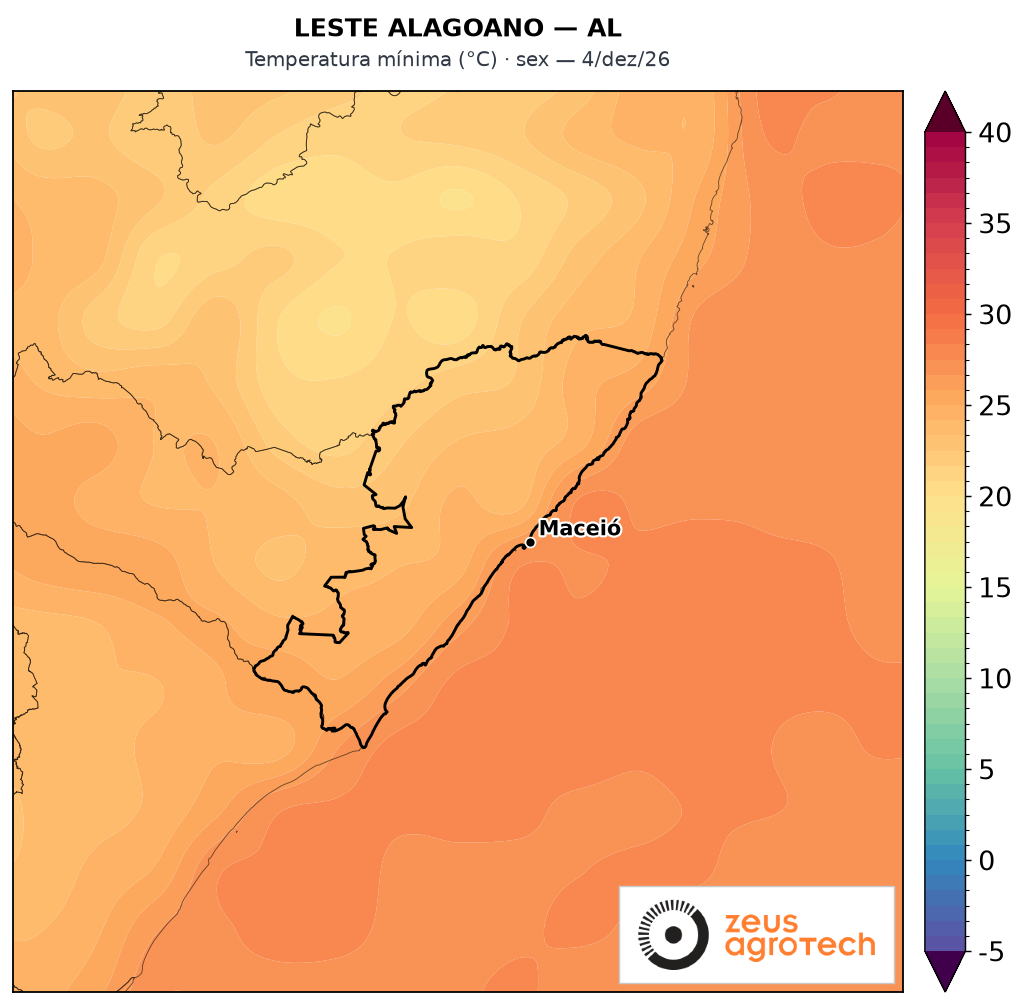 LESTE ALAGOANO — AL
Temperatura mínima (°C) · sex — 4/dez/26
40
35
30
25
20
15
10
5
0
-5
Maceió
zeus
agrotech